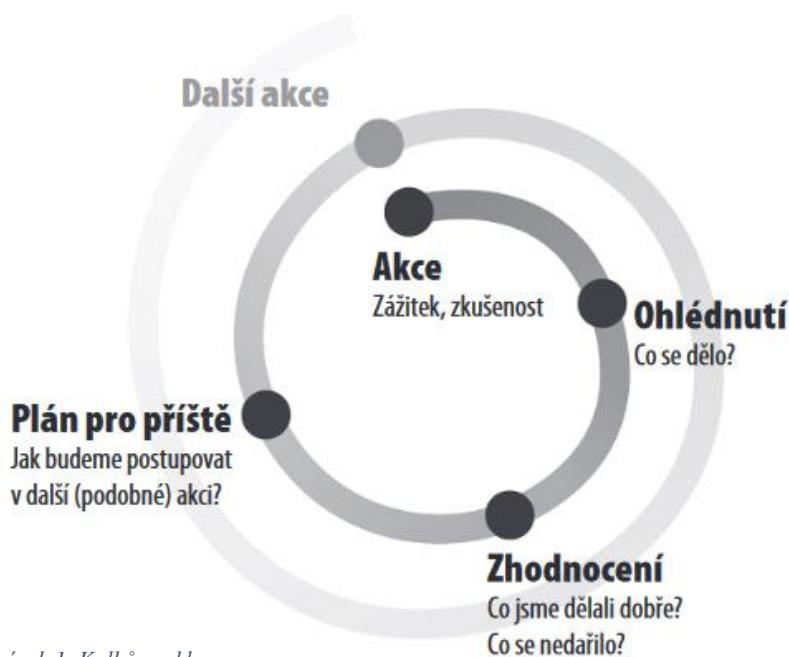 Další akce
Akce
Zážitek, zkušenost
Ohlédnutí
Co se dělo?
Plán pro příště
Jak budeme postupovat
v další (podobné) akci?
Zhodnocení
Co jsme dělali dobře?
Co se nedařilo?